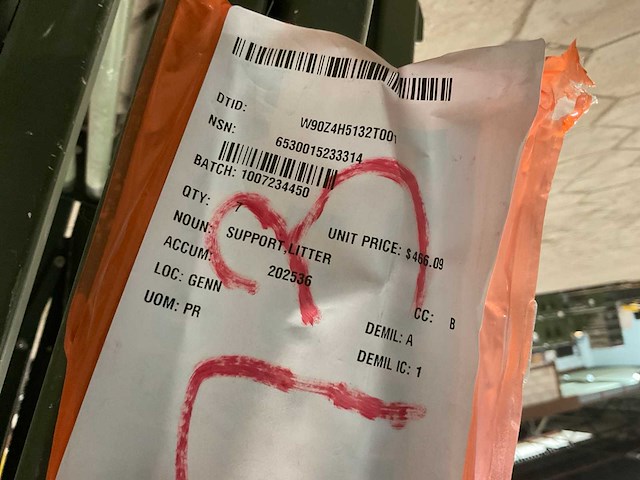 DTID: W90Z4H5132T001
NSN: 6530015233314
BATCH: 1007234450
QTY: 7
NOUN: SUPPORT,LITTER UNIT PRICE: $466.09
ACCUM: 202536
LOC: GENN CC: B
UOM: PR DEMIL: A
DEMIL IC: 1